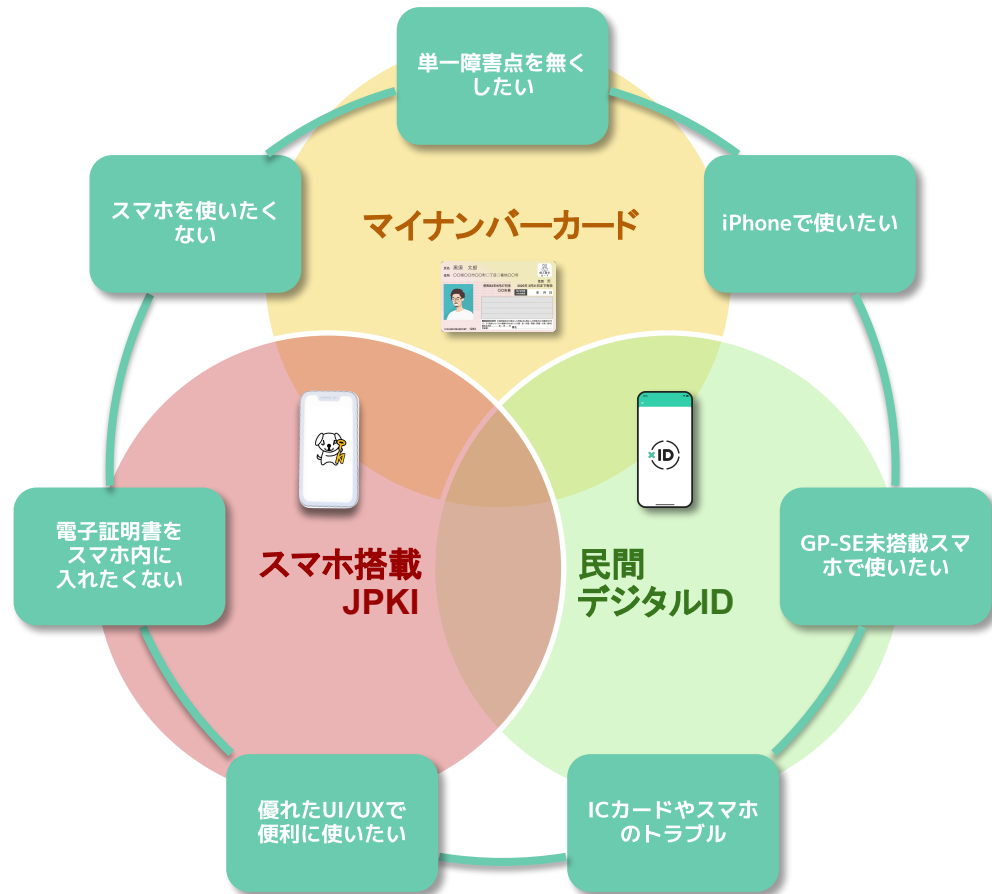 単一障害点を無く
したい
スマホを使いたく
ない
iPhoneで使いたい
マイナンバーカード
電子証明書を
スマホ内に
入れたくない
スマホ搭載
JPKI
民間
デジタルID
xID
GP-SE未搭載スマ
ホで使いたい
優れたUI/UXで
便利に使いたい
ICカードやスマホ
のトラブル